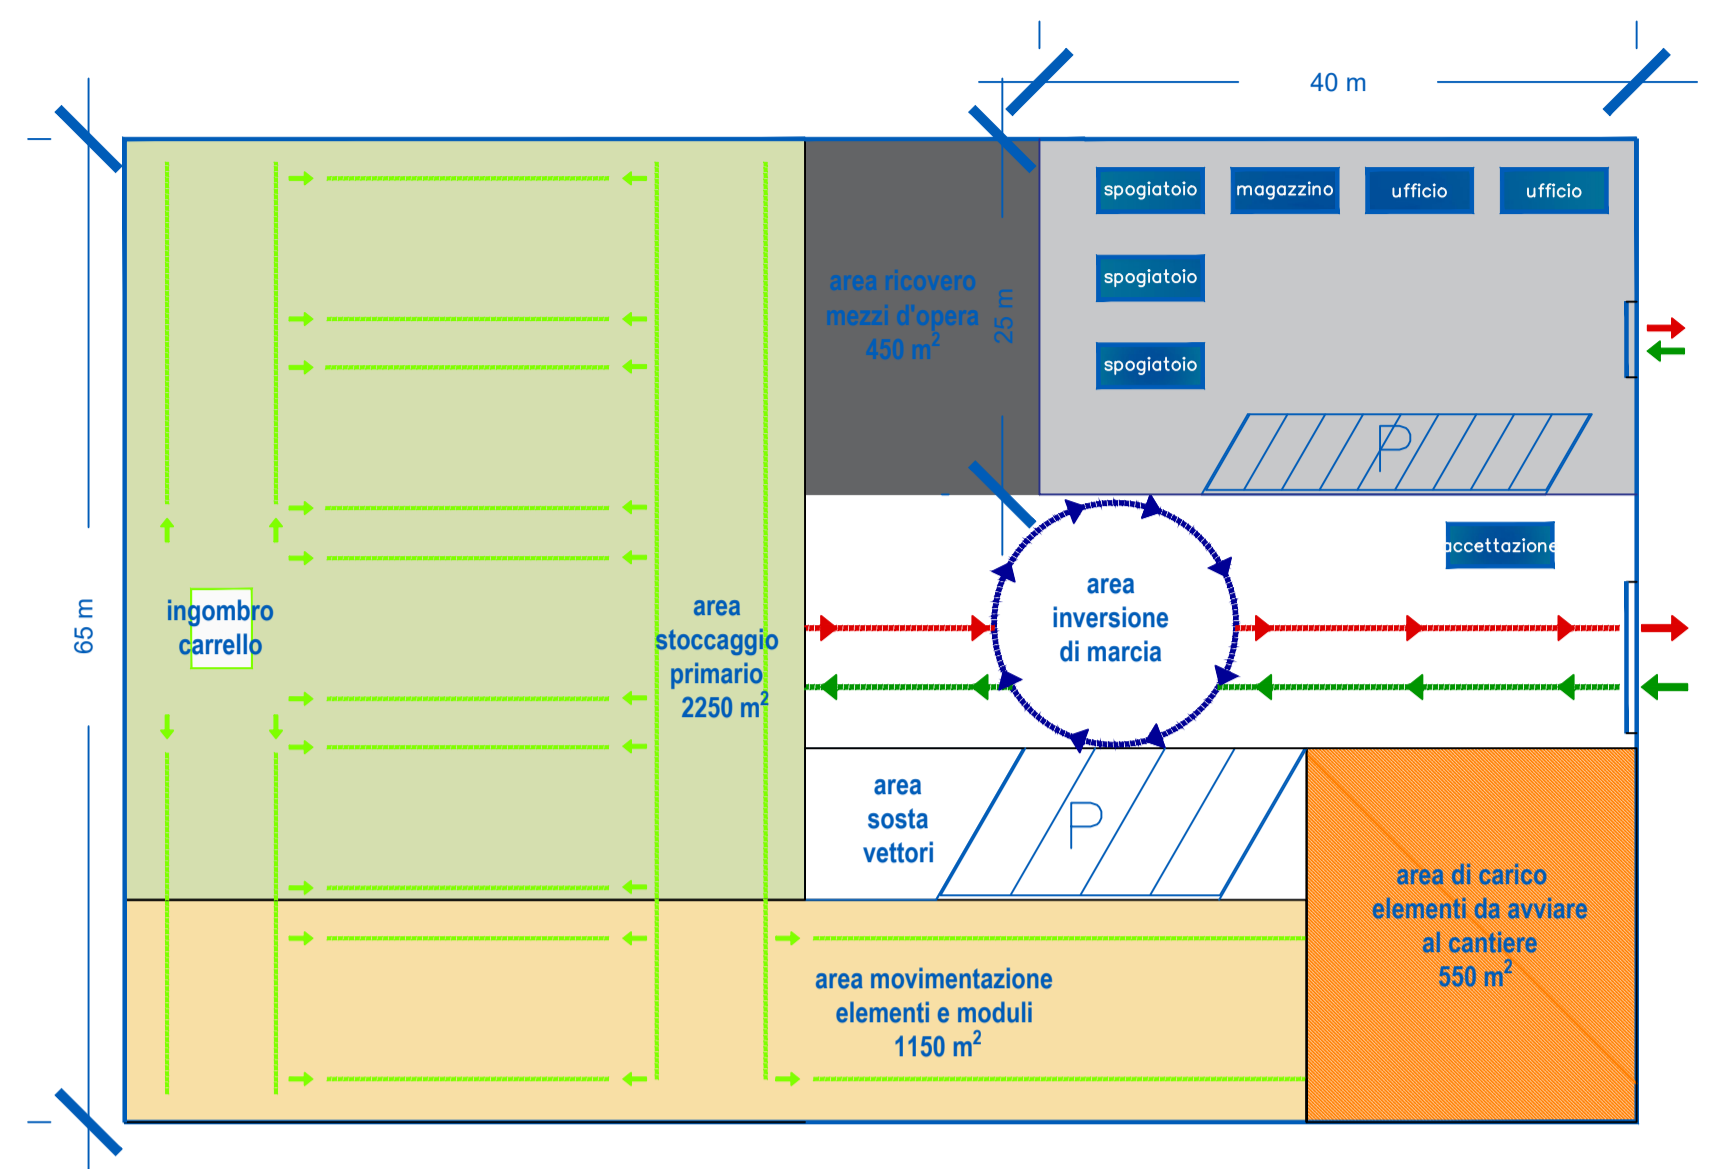 40 m
spogiatoio
magazzino
ufficio
ufficio
area ricovero
mezzi d'opera
450 m²
25 m
spogiatoio
spogiatoio
P
accettazione
65 m
ingombro
carrello
area
stoccaggio
primario
2250 m²
area
inversione
di marcia
area
sosta
vettori
P
area di carico
elementi da avviare
al cantiere
550 m²
area movimentazione
elementi e moduli
1150 m²